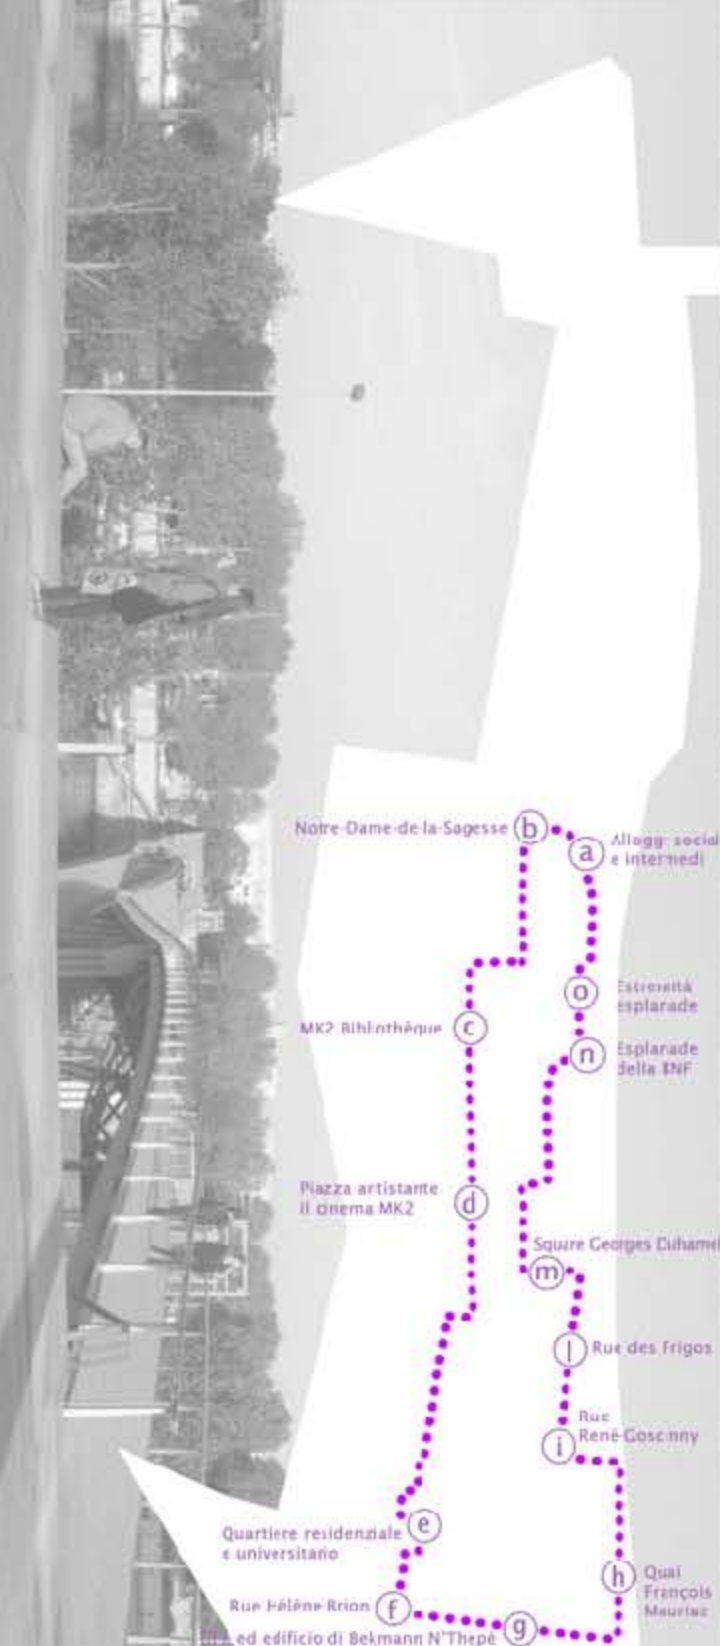 b
Notre-Dame-de-la-Sagesse
a
Alloggi sociali
e intermedi
o
Estremità
esplanade
c
MK2 Bibliothèque
n
Esplanade
della BNF
d
Piazza antistante
il cinema MK2
Square Georges Duhamel
m
l
Rue des Frigos
i
Rue
René-Goscinny
e
Quartiere residenziale
e universitario
h
Quai
François
Mauriac
f
Rue Hélène Brion
g
ed edificio di Bekmann N'Thepè